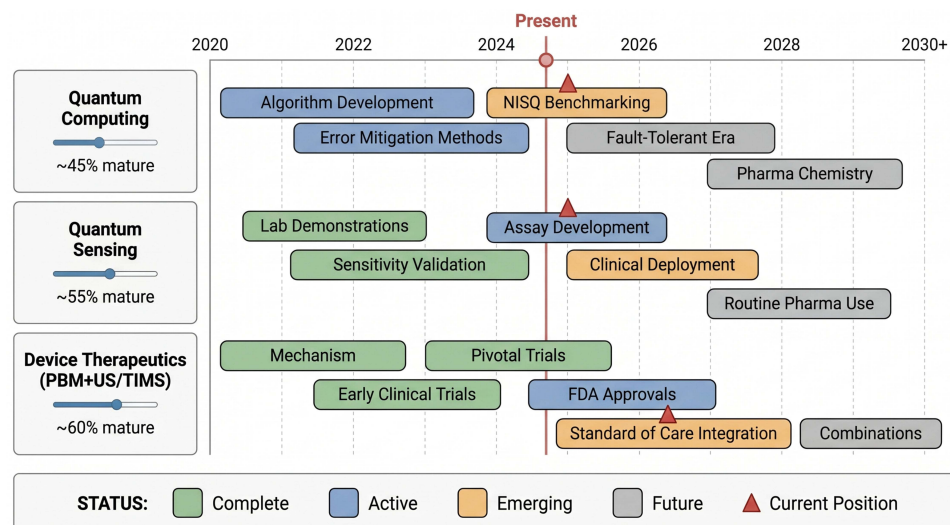 Present
2020 2022 2024 2026 2028 2030+
Quantum
Computing
~45% mature
Algorithm Development NISQ Benchmarking
Error Mitigation Methods Fault-Tolerant Era
Pharma Chemistry
Quantum
Sensing
~55% mature
Lab Demonstrations Assay Development
Sensitivity Validation Clinical Deployment
Routine Pharma Use
Device Therapeutics
(PBM+US/TIMS)
~60% mature
Mechanism Pivotal Trials
Early Clinical Trials FDA Approvals
Standard of Care Integration Combinations
STATUS: Complete Active Emerging Future Current Position